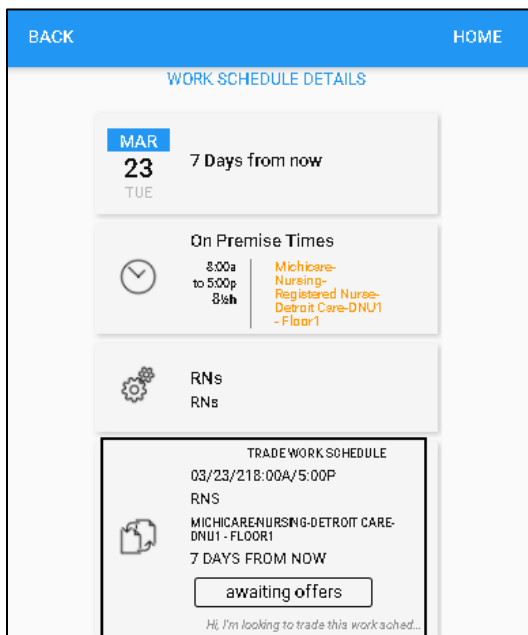 BACK
HOME
WORK SCHEDULE DETAILS
MAR
23
TUE
7 Days from now
On Premise Times
8:00a
to 5:00p
8½h
Michicare-
Nursing-
Registered Nurse-
Detroit Care-DNU1
- Floor1
RNs
RNs
TRADE WORK SCHEDULE
03/23/218:00A/5:00P
RNS
MICHICARE-NURSING-DETROIT CARE-
DNU1 - FLOOR1
7 DAYS FROM NOW
awaiting offers
Hi, I'm looking to trade this work sched...